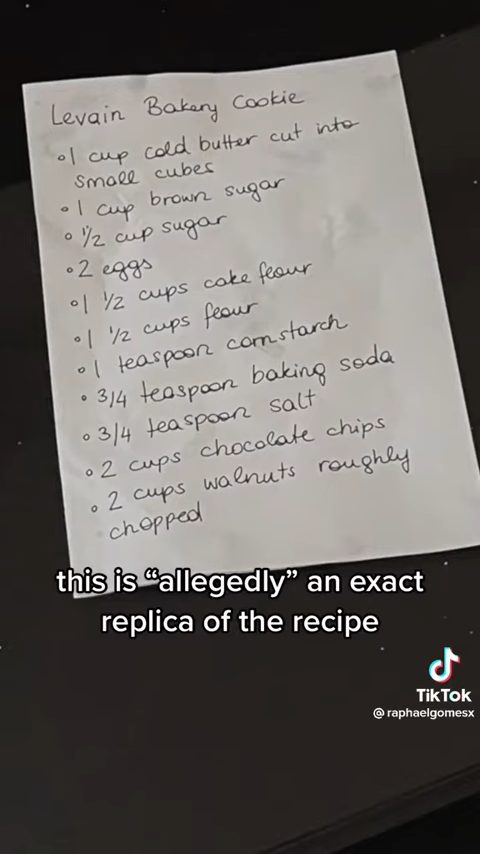 Levain Bakery Cookie
• 1 cup cold butter cut into
small cubes
• 1 cup brown sugar
• 1/2 cup sugar
• 2 eggs
• 1 1/2 cups cake flour
• 1 1/2 cups flour
• 1 teaspoon cornstarch
• 3/4 teaspoon baking soda
• 3/4 teaspoon salt
• 2 cups chocolate chips
• 2 cups walnuts roughly
chopped
this is “allegedly” an exact
replica of the recipe
TikTok
@raphaelgomesx